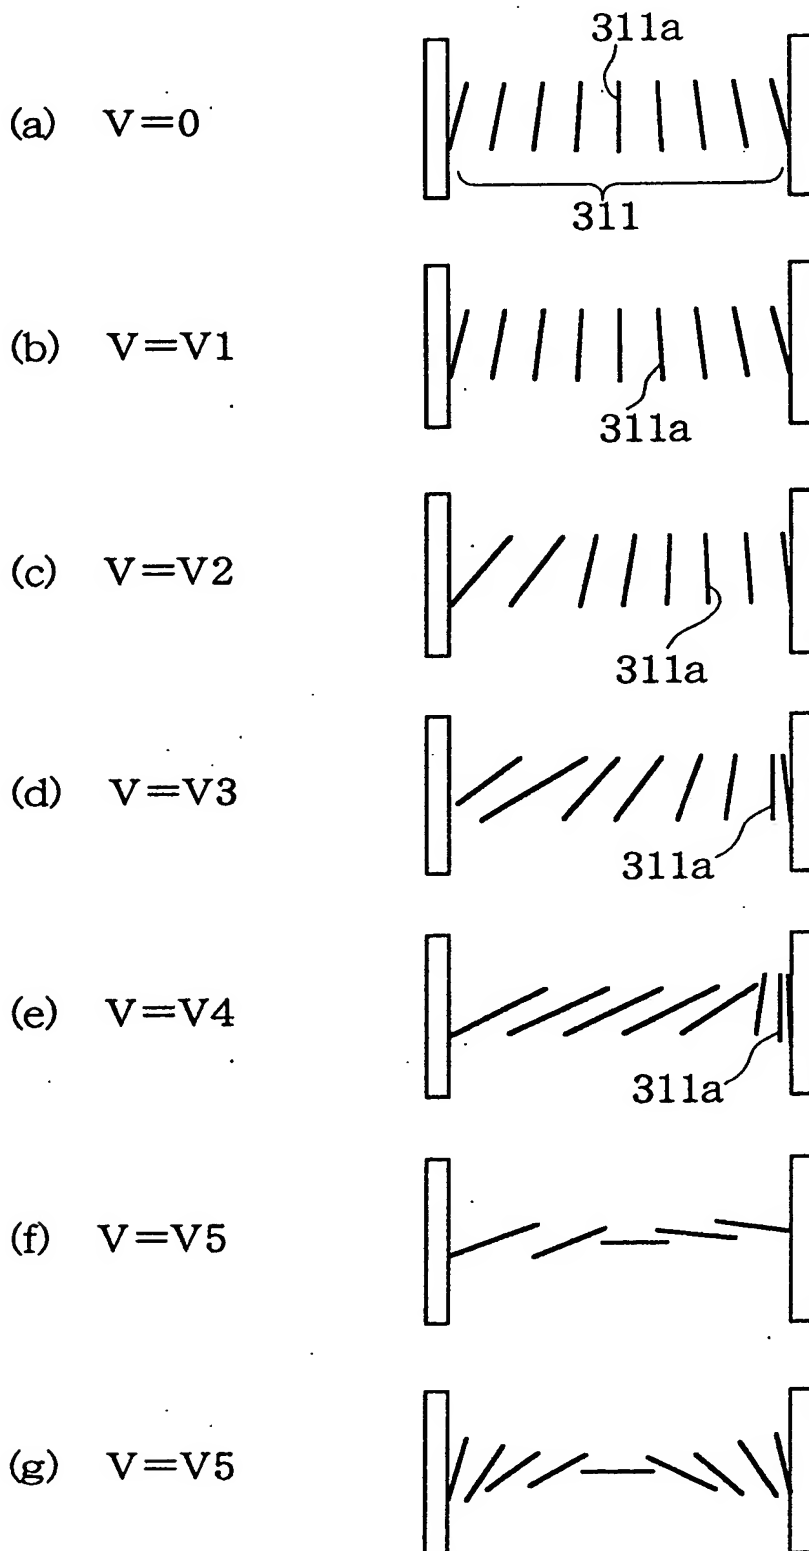 311a
(a) V=0
311
(b) V=V1
311a
(c) V=V2
311a
(d) V=V3
311a
(e) V=V4
311a
(f) V=V5
(g) V=V5